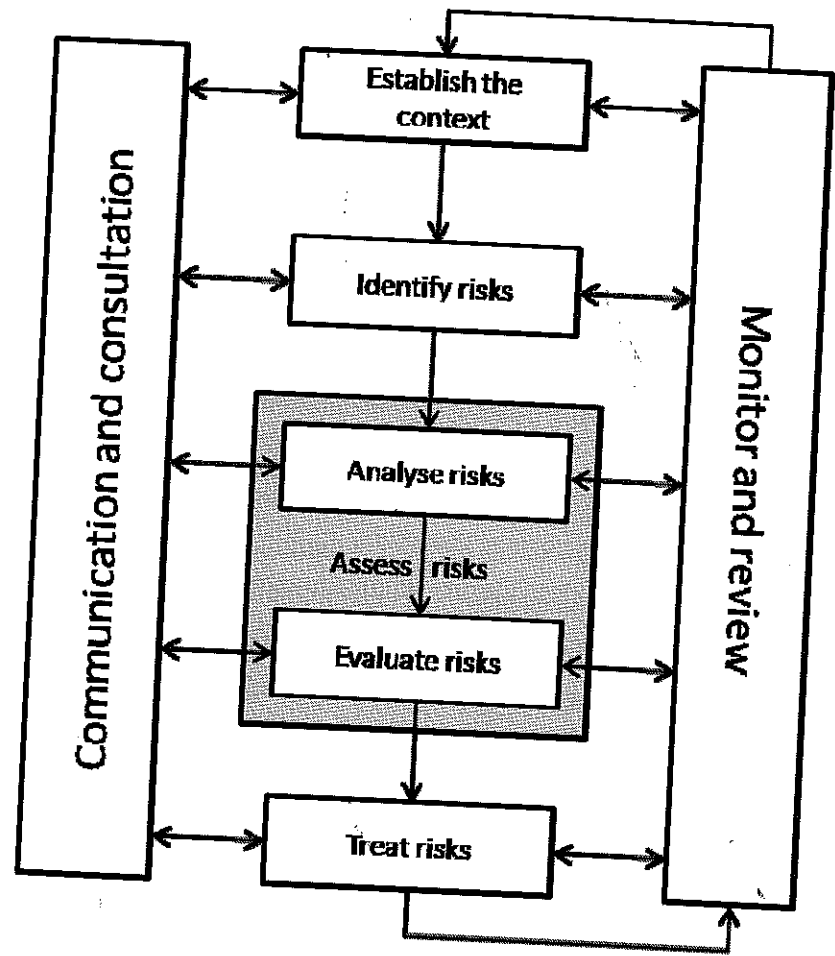 Communication and consultation
Establish the
context
Identify risks
Analyse risks
Assess risks
Evaluate risks
Treat risks
Monitor and review